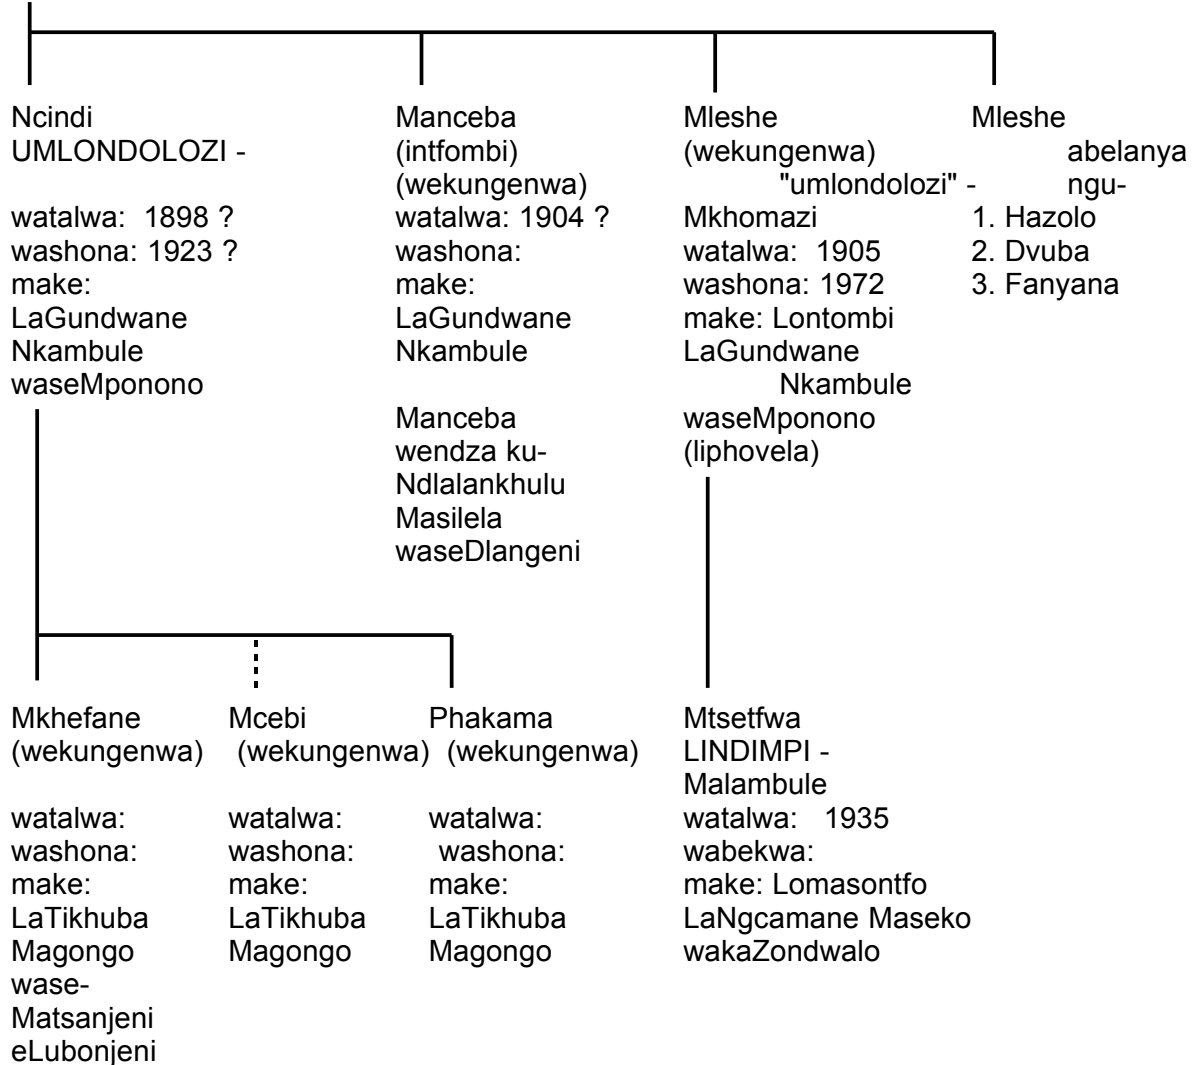 Ncindi
UMLONDOLOZI -
watalwa: 1898 ?
washona: 1923 ?
make:
LaGundwane
Nkambule
waseMponono
Manceba
(intfombi)
(wekungenwa)
watalwa: 1904 ?
washona:
make:
LaGundwane
Nkambule
Manceba
wendza ku-
Ndlalankhulu
Masilela
waseDlangeni
Mleshe
(wekungenwa)
"umlondolozi" -
Mkhomazi
watalwa: 1905
washona: 1972
make: Lontombi
LaGundwane
Nkambule
waseMponono
(liphovela)
Mleshe
abelanya
ngu-
1. Hazolo
2. Dvuba
3. Fanyana
Mkhefane
(wekungenwa)
watalwa:
washona:
make:
LaTikhuba
Magongo
wase-
Matsanjeni
eLubonjeni
Mcebi
(wekungenwa)
watalwa:
washona:
make:
LaTikhuba
Magongo
Phakama
(wekungenwa)
watalwa:
washona:
make:
LaTikhuba
Magongo
Mtsetfwa
LINDIMPI -
Malambule
watalwa: 1935
wabekwa:
make: Lomasontfo
LaNgcamane Maseko
wakaZondwalo